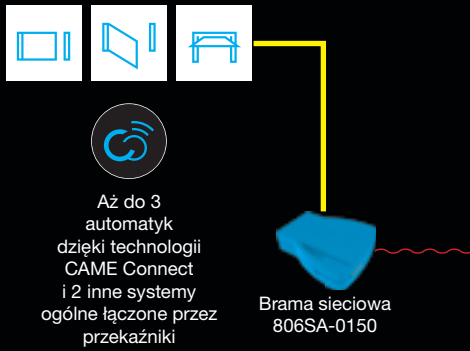 Aż do 3
automatyk
dzięki technologii
CAME Connect
i 2 inne systemy
ogólne łączone przez
przekaźniki
Brama sieciowa
806SA-0150